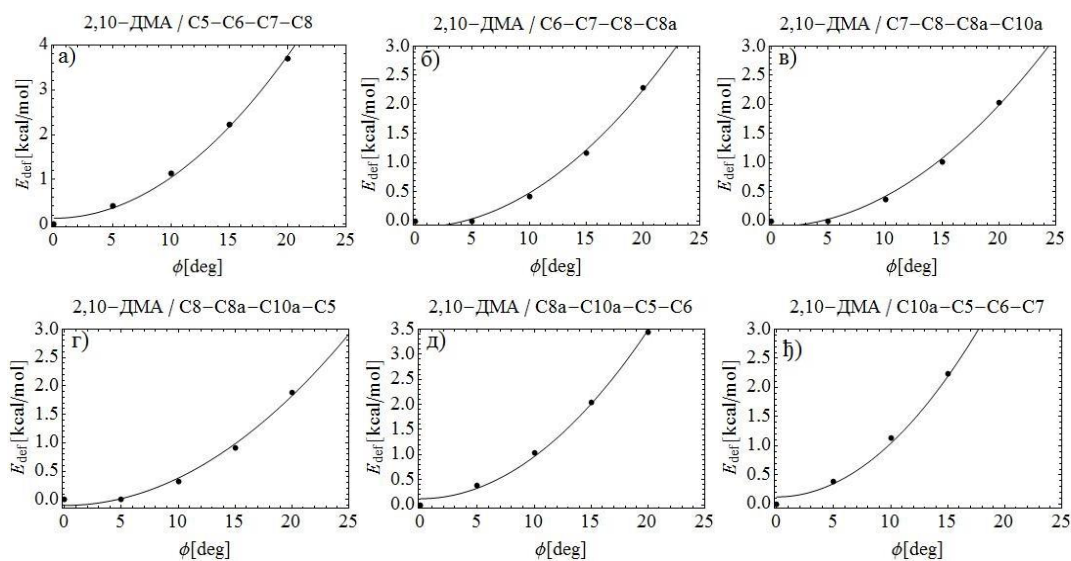 2,10−ДМА / C5−C6−C7−C8
а)
E def [kcal/mol]
4
3
2
1
0
0 5 10 15 20 25
ϕ[deg]
2,10−ДМА / C6−C7−C8−C8a
б)
E def [kcal/mol]
3.0
2.5
2.0
1.5
1.0
0.5
0.0
0 5 10 15 20 25
ϕ[deg]
2,10−ДМА / C7−C8−C8a−C10a
в)
E def [kcal/mol]
3.0
2.5
2.0
1.5
1.0
0.5
0.0
0 5 10 15 20 25
ϕ[deg]
2,10−ДМА / C8−C8a−C10a−C5
г)
E def [kcal/mol]
3.0
2.5
2.0
1.5
1.0
0.5
0.0
0 5 10 15 20 25
ϕ[deg]
2,10−ДМА / C8a−C10a−C5−C6
д)
E def [kcal/mol]
3.5
3.0
2.5
2.0
1.5
1.0
0.5
0.0
0 5 10 15 20 25
ϕ[deg]
2,10−ДМА / C10a−C5−C6−C7
ђ)
E def [kcal/mol]
3.0
2.5
2.0
1.5
1.0
0.5
0.0
0 5 10 15 20 25
ϕ[deg]